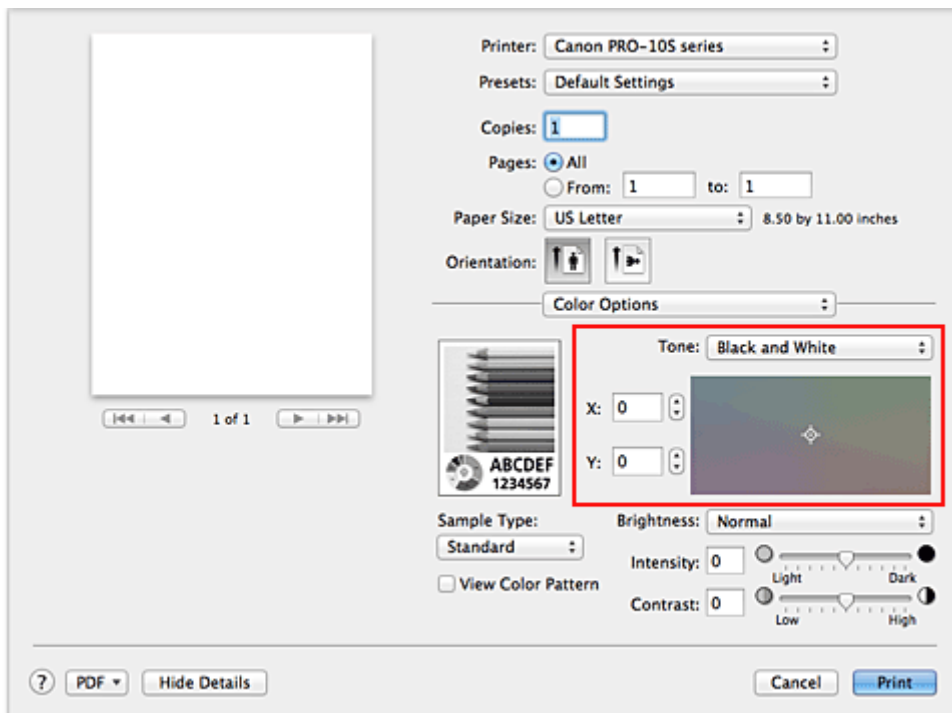 Printer: Canon PRO-10S series
Presets: Default Settings
Copies: 1
Pages: All
From: 1 to: 1
Paper Size: US Letter 8.50 by 11.00 inches
Orientation:
Color Options
1 of 1
ABCDEF
1234567
Tone: Black and White
X: 0
Y: 0
Sample Type:
Standard
View Color Pattern
Brightness: Normal
Intensity: 0
Light Dark
Contrast: 0
Low High
? PDF Hide Details Cancel Print